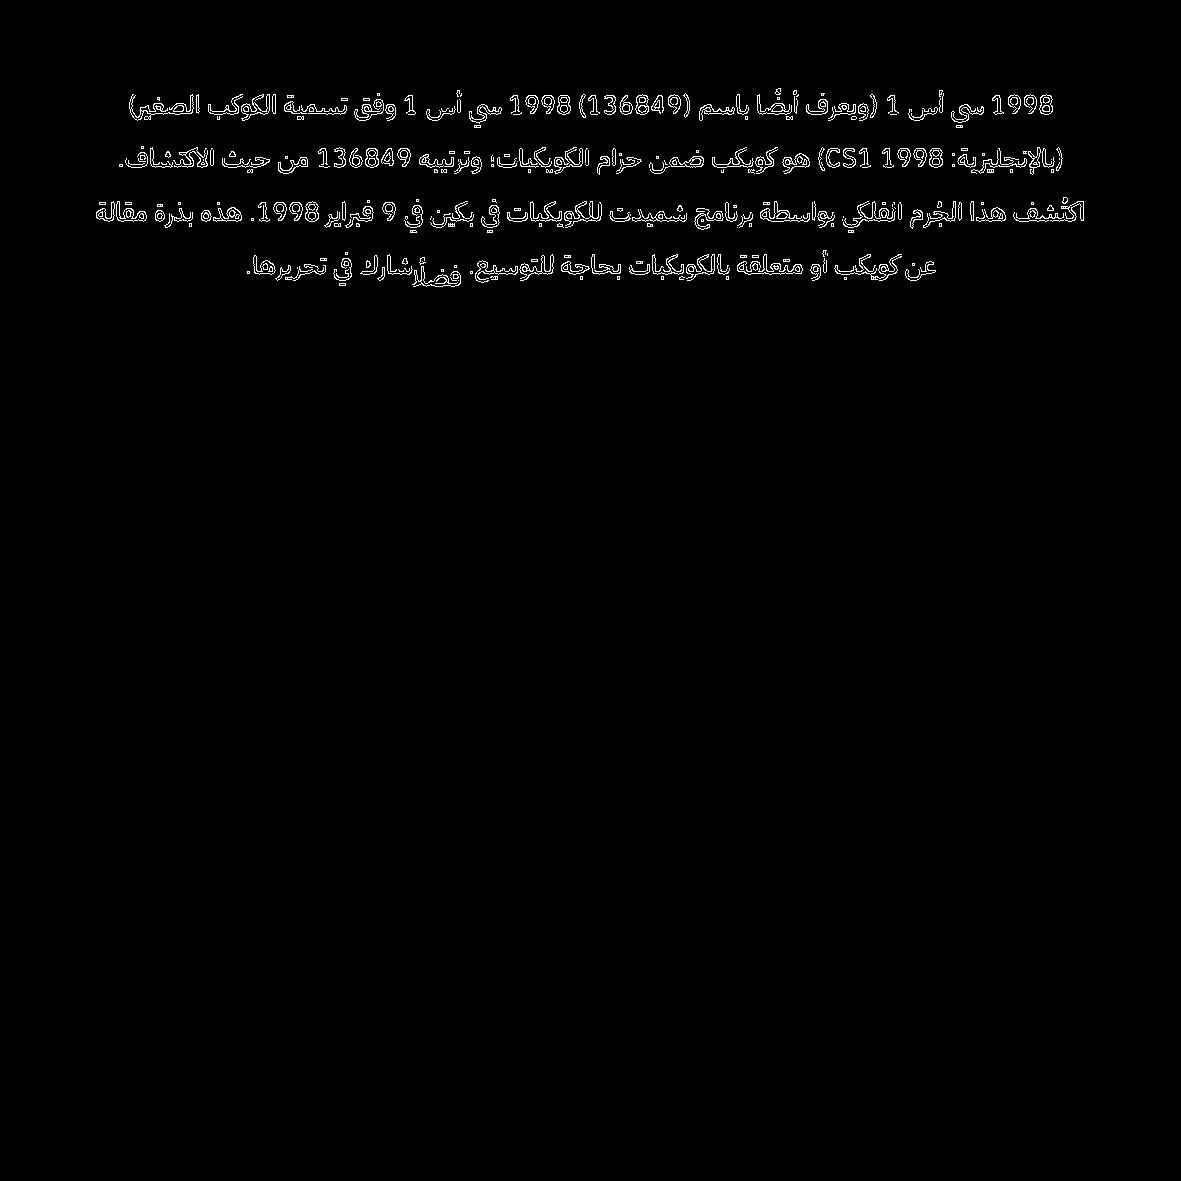 1998 سي أس 1 (ويعرف أيضًا باسم (136849) 1998 سي أس 1 وفق تسمية الكوكب الصغير)
(بالإنجليزية: 1998 CS1) هو كويكب ضمن حزام الكويكبات؛ وترتيبه 136849 من حيث الاكتشاف.
اكتُشف هذا الجُرم الفلكي بواسطة برنامج شميدت للكويكبات في بكين في 9 فبراير 1998. هذه بذرة مقالة
عن كويكب أو متعلقة بالكويكبات بحاجة للتوسيع. فضلًا شارك في تحريرها.